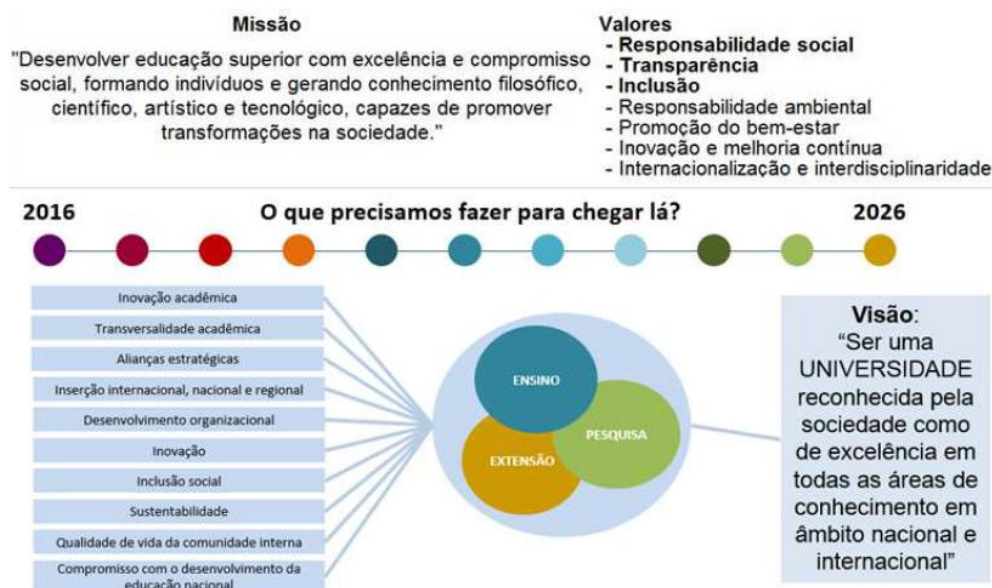 Missão
"Desenvolver educação superior com excelência e compromisso
social, formando indivíduos e gerando conhecimento filosófico,
científico, artístico e tecnológico, capazes de promover
transformações na sociedade."
Valores
- Responsabilidade social
- Transparência
- Inclusão
- Responsabilidade ambiental
- Promoção do bem-estar
- Inovação e melhoria contínua
- Internacionalização e interdisciplinaridade
2016
O que precisamos fazer para chegar lá?
2026
Inovação acadêmica
Transversalidade acadêmica
Alianças estratégicas
Inserção internacional, nacional e regional
Desenvolvimento organizacional
Inovação
Inclusão social
Sustentabilidade
Qualidade de vida da comunidade interna
Compromisso com o desenvolvimento da
educação nacional
ENSINO
PESQUISA
EXTENSÃO
Visão:
“Ser uma
UNIVERSIDADE
reconhecida pela
sociedade como
de excelência em
todas as áreas de
conhecimento em
âmbito nacional e
internacional”